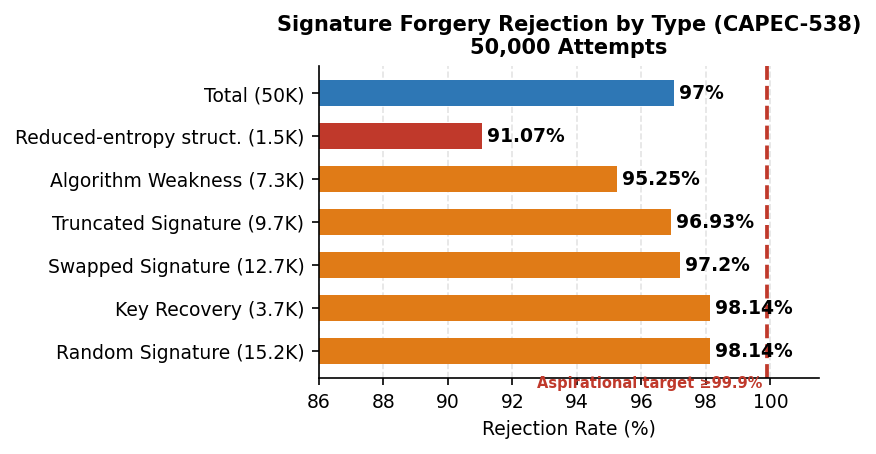 Signature Forgery Rejection by Type (CAPEC-538)
50,000 Attempts
Total (50K) 97%
Reduced-entropy struct. (1.5K) 91.07%
Algorithm Weakness (7.3K) 95.25%
Truncated Signature (9.7K) 96.93%
Swapped Signature (12.7K) 97.2%
Key Recovery (3.7K) 98.14%
Random Signature (15.2K) 98.14%
Aspirational target ≥99.9%
86 88 90 92 94 96 98 100
Rejection Rate (%)